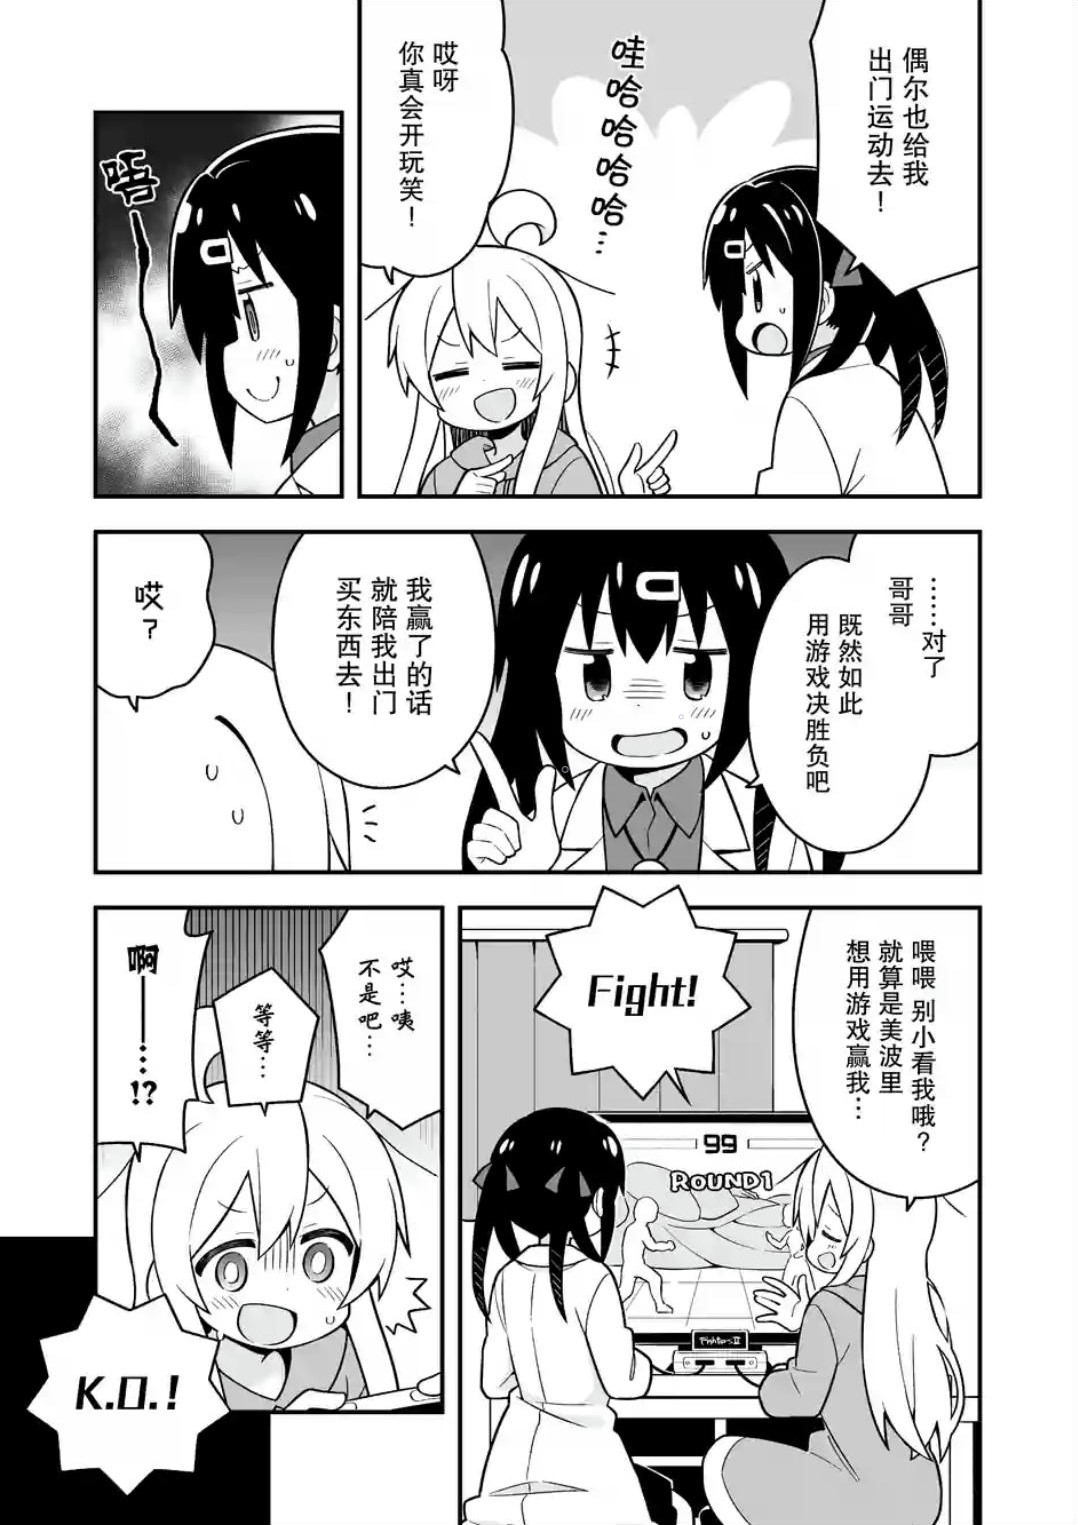 偶尔也给我
出门运动去！
哇哈哈哈哈…
哎呀
你真会开玩笑！
唔——
……对了
哥哥
既然如此
用游戏决胜负吧
我赢了的话
就陪我出门
买东西去！
哎？
喂喂 别小看我哦？
就算是美波里
想用游戏赢我…
Fight!
99
ROUND1
Fighters II
哎…咦
不是吧…
等等…
啊——……!?
K.O.!